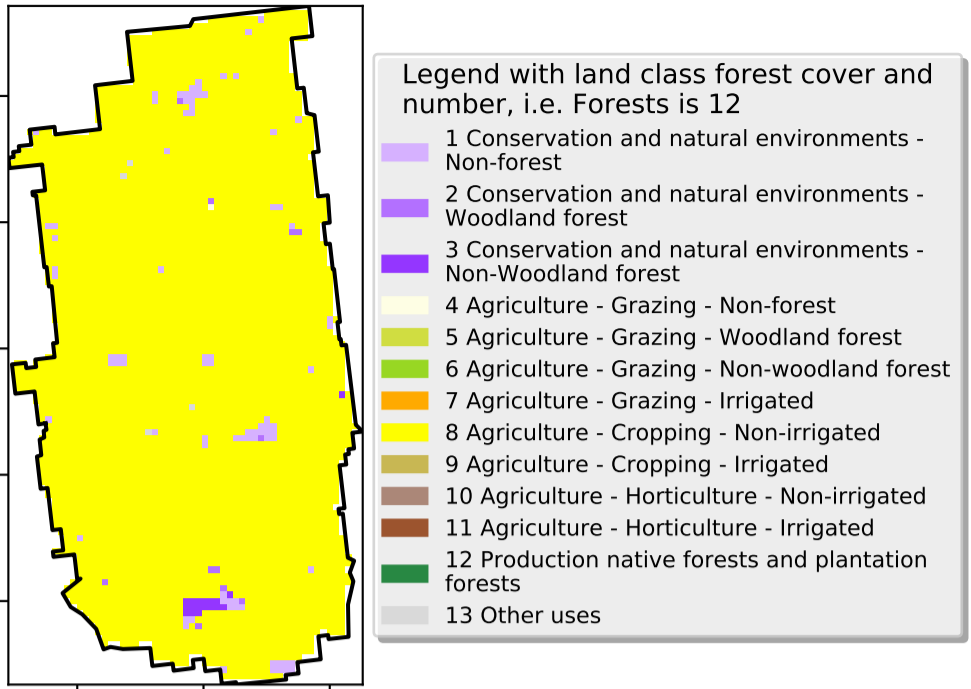 Legend with land class forest cover and
number, i.e. Forests is 12
1 Conservation and natural environments -
Non-forest
2 Conservation and natural environments -
Woodland forest
3 Conservation and natural environments -
Non-Woodland forest
4 Agriculture - Grazing - Non-forest
5 Agriculture - Grazing - Woodland forest
6 Agriculture - Grazing - Non-woodland forest
7 Agriculture - Grazing - Irrigated
8 Agriculture - Cropping - Non-irrigated
9 Agriculture - Cropping - Irrigated
10 Agriculture - Horticulture - Non-irrigated
11 Agriculture - Horticulture - Irrigated
12 Production native forests and plantation
forests
13 Other uses